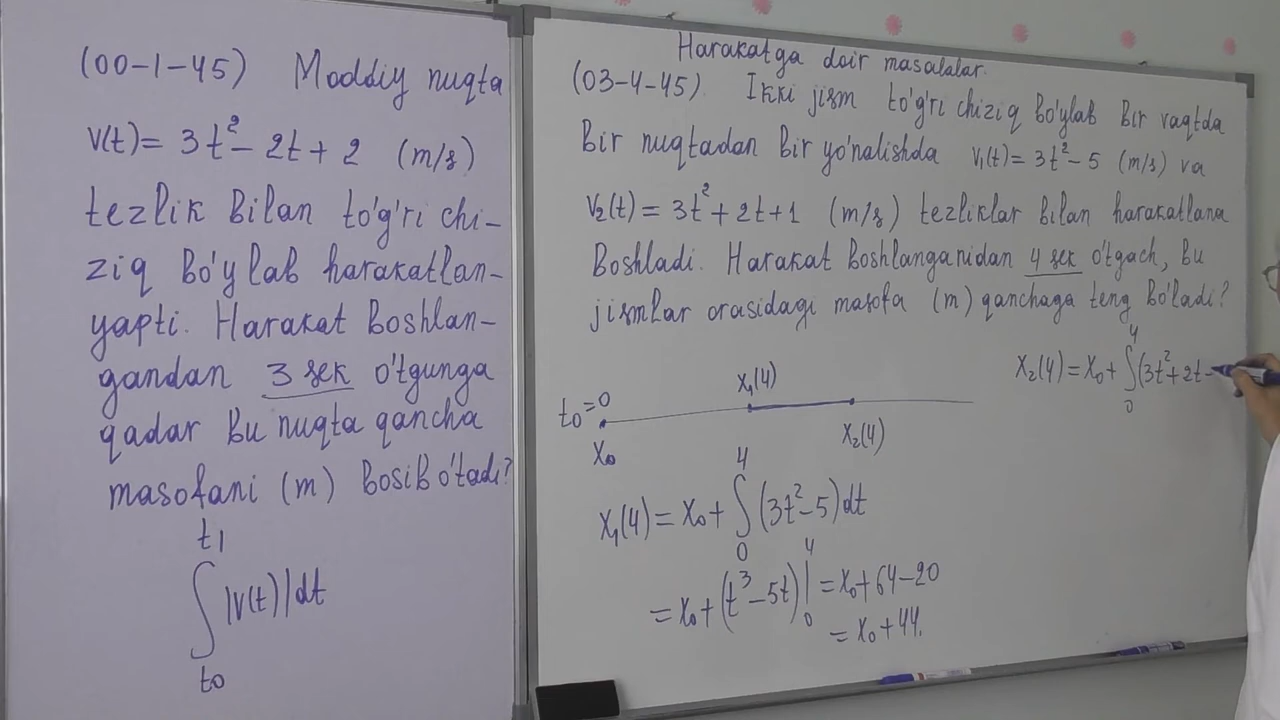 (00-1-45) Moddiy nuqta
v(t)= 3t²- 2t + 2 (m/s)
tezlik bilan to'g'ri chi-
ziq bo'ylab harakatlan-
yapti. Harakat boshlan-
gandan 3 sek o'tgunga
qadar bu nuqta qancha
masofani (m) bosib o'tadi?
t1
∫|v(t)|dt
t0
Harakatga doir masalalar.
(03-4-45) Ikki jism to'g'ri chiziq bo'ylab bir vaqtda
bir nuqtadan bir yo'nalishda v₁(t)= 3t²- 5 (m/s) va
v₂(t) = 3t²+ 2t+1 (m/s) tezliklar bilan harakatlana
boshladi. Harakat boshlanganidan 4 sek o'tgach, bu
jismlar orasidagi masofa (m) qanchaga teng bo'ladi?
t0=0
x0
x₁(4)
x₂(4)
x₁(4) = x0 + ∫₀⁴ (3t²-5)dt
= x0 + (t³-5t)|₀⁴ = x0+64-20
= x0 + 44.
x₂(4) = x0 + ∫₀⁴ (3t²+2t